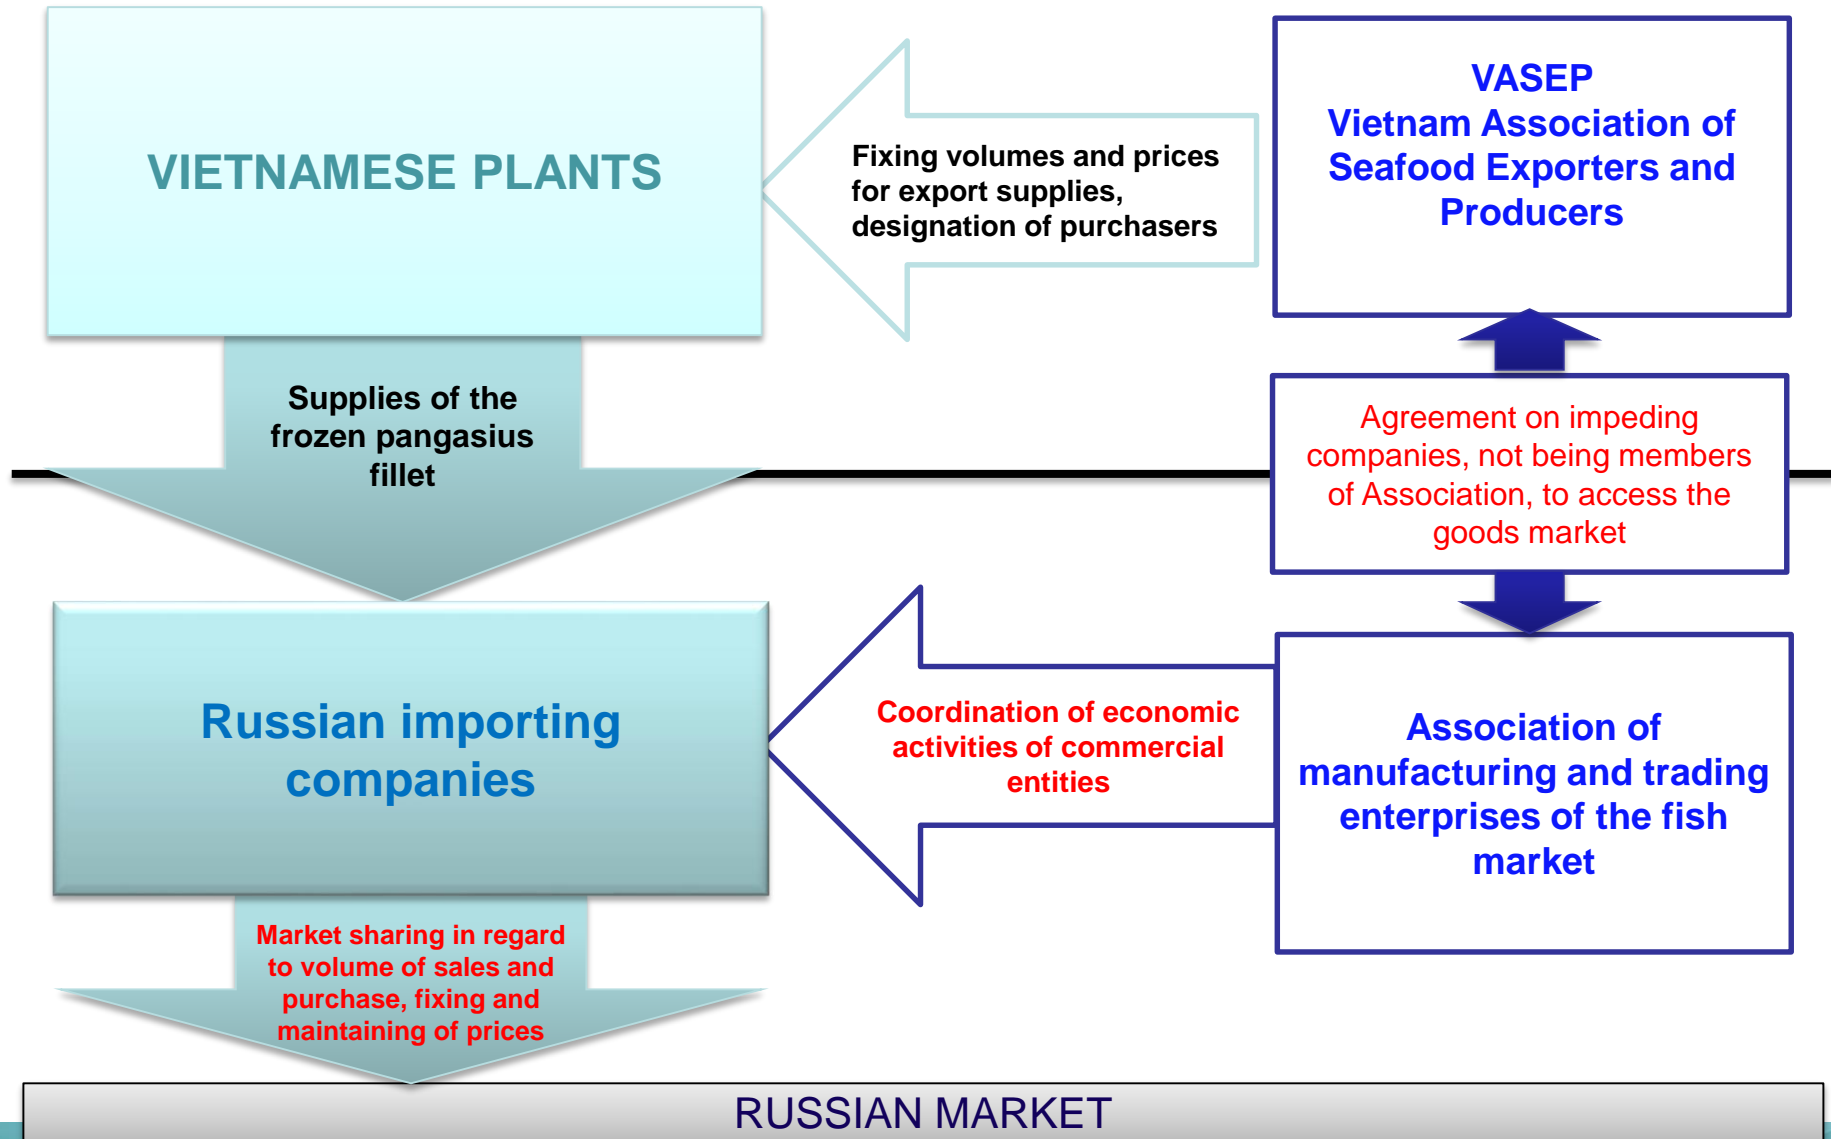 VIETNAMESE PLANTS
Fixing volumes and prices
for export supplies,
designation of purchasers
VASEP
Vietnam Association of
Seafood Exporters and
Producers
Supplies of the
frozen pangasius
fillet
Agreement on impeding
companies, not being members
of Association, to access the
goods market
Russian importing
companies
Coordination of economic
activities of commercial
entities
Association of
manufacturing and trading
enterprises of the fish
market
Market sharing in regard
to volume of sales and
purchase, fixing and
maintaining of prices
RUSSIAN MARKET